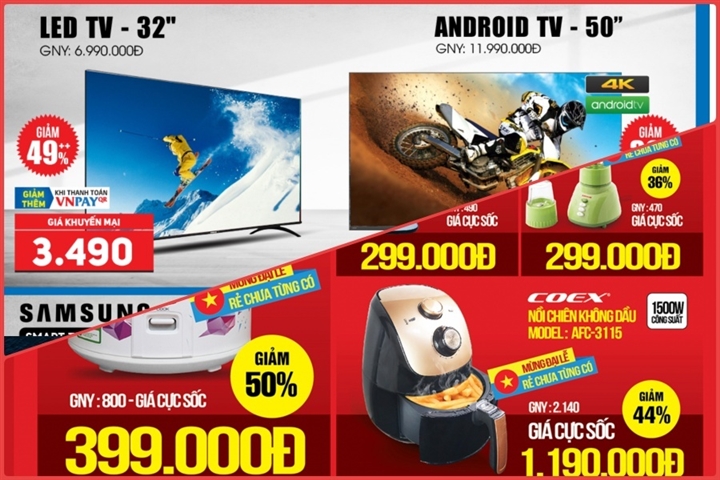 LED TV - 32"
GNY: 6.990.000Đ
ANDROID TV - 50”
GNY: 11.990.000Đ
4K
androidtv
GIẢM
49++
%
GIẢM THÊM
KHI THANH TOÁN
VNPAYQR
GIÁ KHUYẾN MẠI
3.490
GIẢM
RẺ CHƯA TỪNG CÓ
GIẢM
36%
GIÁ CỰC SỐC
299.000Đ
GNY : 470
GIÁ CỰC SỐC
299.000Đ
SAMSUNG
MỪNG ĐẠI LỄ
RẺ CHƯA TỪNG CÓ
GIẢM
50%
GNY : 800 - GIÁ CỰC SỐC
399.000Đ
COEX®
NỒI CHIÊN KHÔNG DẦU
MODEL : AFC-3115
1500W
CÔNG SUẤT
MỪNG ĐẠI LỄ
RẺ CHƯA TỪNG CÓ
GIẢM
44%
GNY : 2.140
GIÁ CỰC SỐC
1.190.000Đ